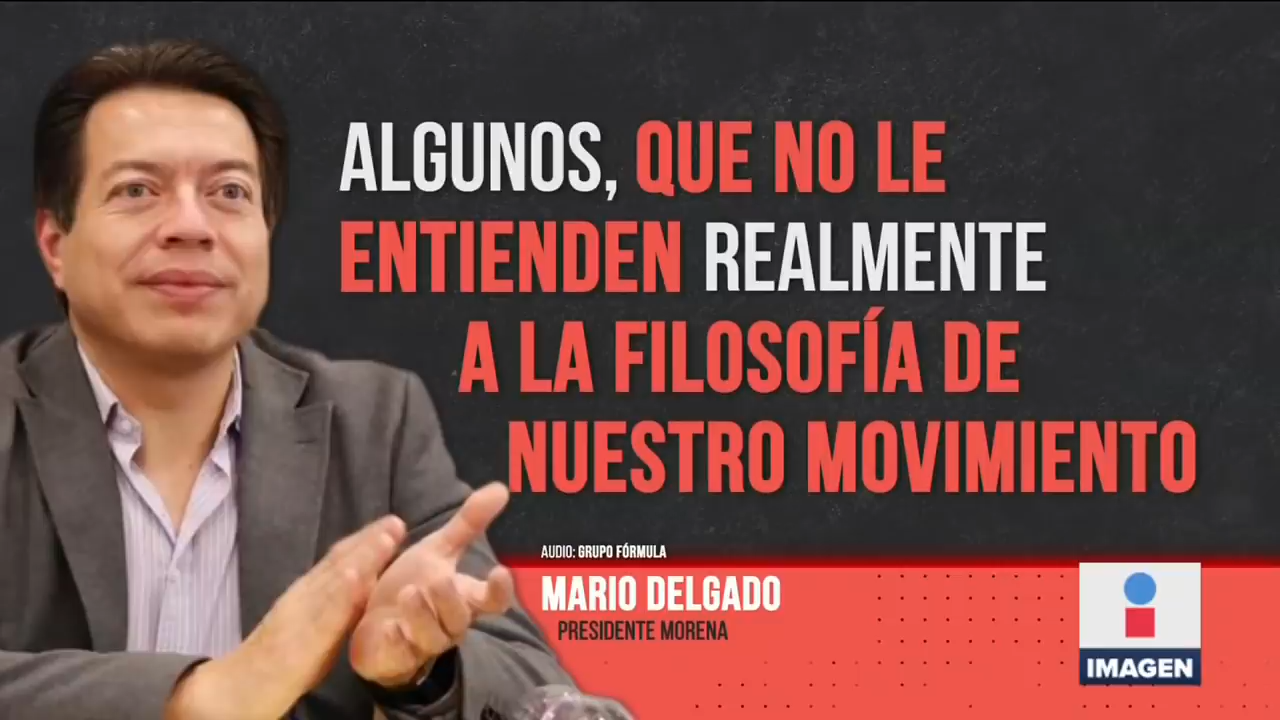 ALGUNOS, QUE NO LE
ENTIENDEN REALMENTE
A LA FILOSOFÍA DE
NUESTRO MOVIMIENTO
AUDIO: GRUPO FÓRMULA
MARIO DELGADO
PRESIDENTE MORENA
IMAGEN